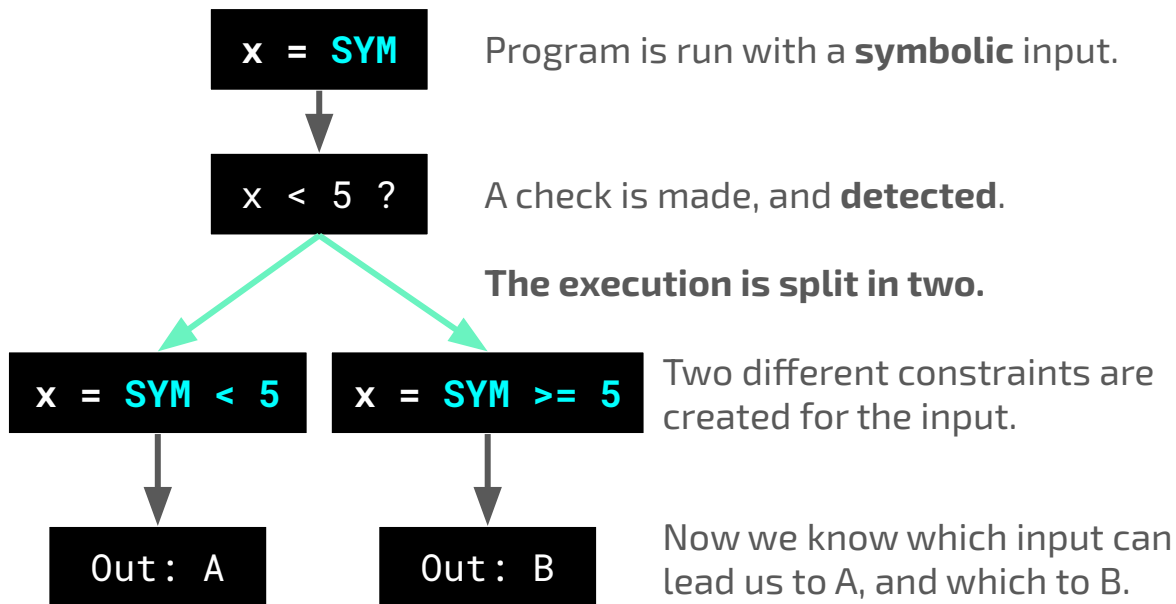 x = SYM
Program is run with a symbolic input.
x < 5 ?
A check is made, and detected.
The execution is split in two.
x = SYM < 5
x = SYM >= 5
Two different constraints are
created for the input.
Out: A
Out: B
Now we know which input can
lead us to A, and which to B.